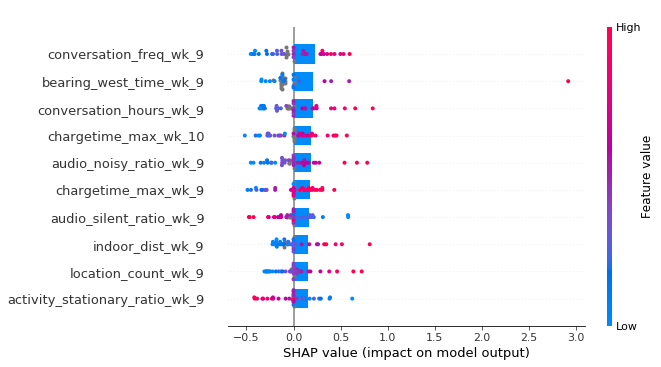 High
conversation_freq_wk_9
bearing_west_time_wk_9
conversation_hours_wk_9
chargetime_max_wk_10
audio_noisy_ratio_wk_9
chargetime_max_wk_9
audio_silent_ratio_wk_9
indoor_dist_wk_9
location_count_wk_9
activity_stationary_ratio_wk_9
Feature value
Low
−0.5 0.0 0.5 1.0 1.5 2.0 2.5 3.0
SHAP value (impact on model output)